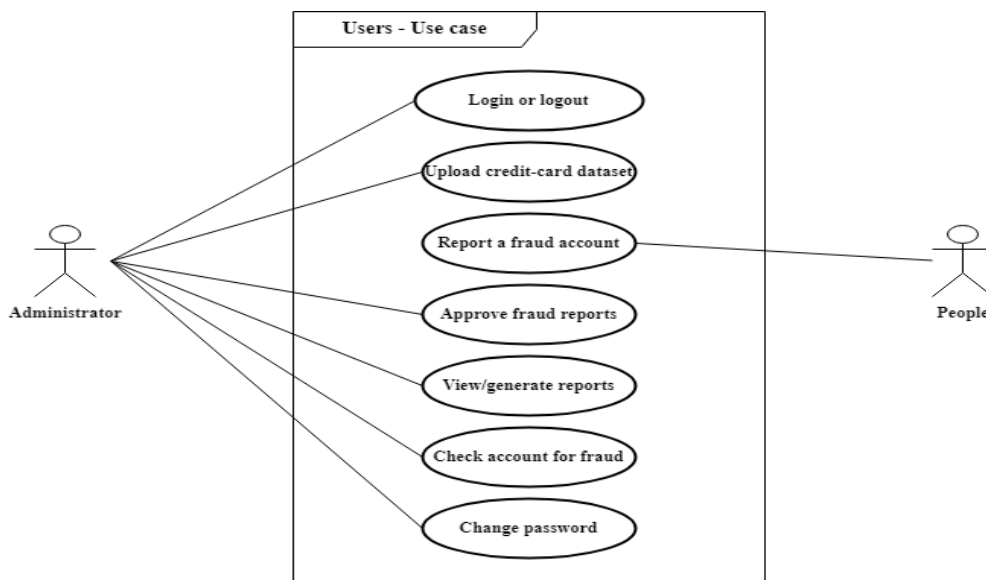 Users - Use case
Login or logout
Upload credit-card dataset
Report a fraud account
Administrator
People
Approve fraud reports
View/generate reports
Check account for fraud
Change password